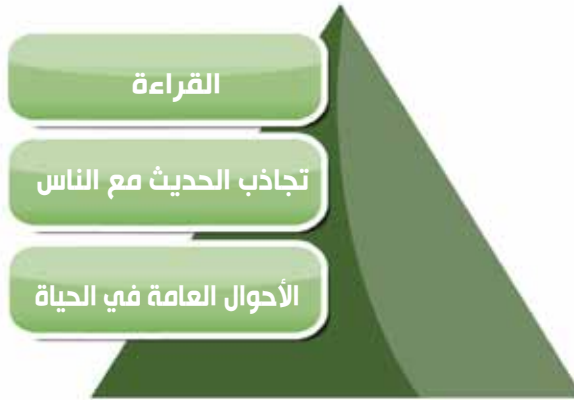 القراءة
تجاذب الحديث مع الناس
الأحوال العامة في الحياة